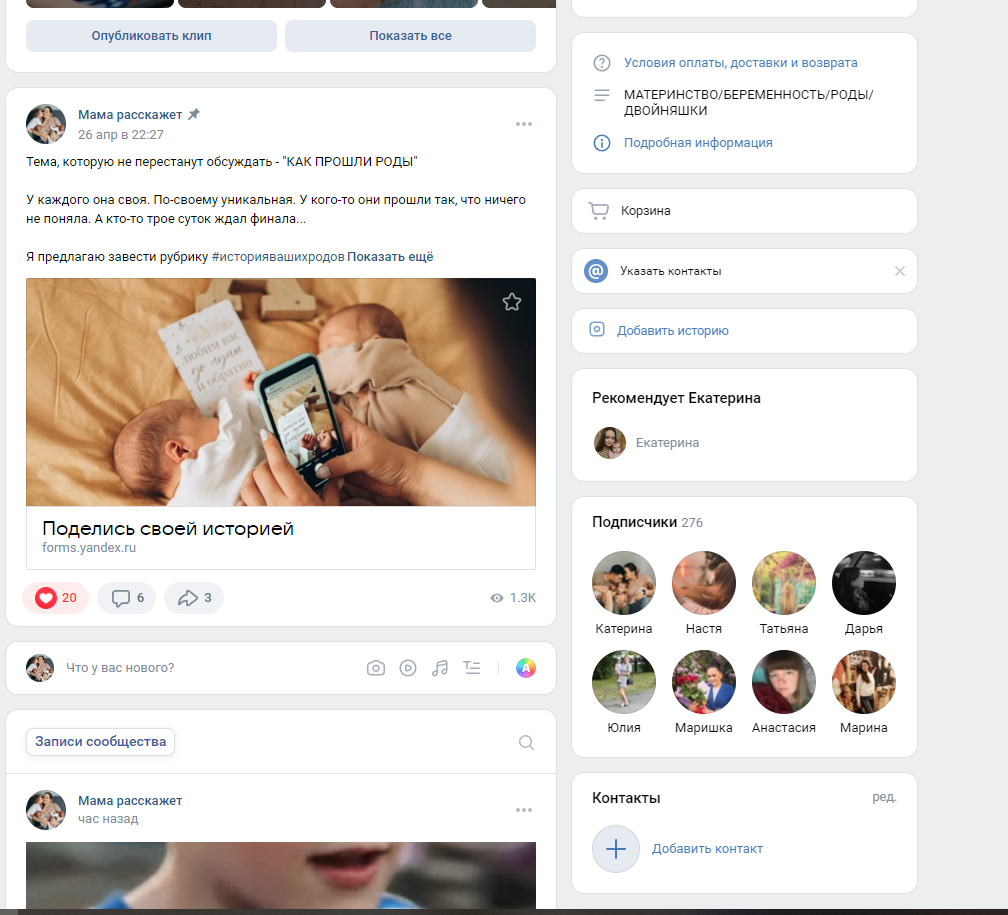 Опубликовать клип
Показать все
Мама расскажет
26 апр в 22:27
Тема, которую не перестанут обсуждать - "КАК ПРОШЛИ РОДЫ"
У каждого она своя. По-своему уникальная. У кого-то они прошли так, что ничего
не поняла. А кто-то трое суток ждал финала...
Я предлагаю завести рубрику #историявашихродов Показать ещё
любим вас
до луны
и обратно
Поделись своей историей
forms.yandex.ru
20
6
3
1.3K
Что у вас нового?
A
Записи сообщества
Мама расскажет
час назад
Условия оплаты, доставки и возврата
МАТЕРИНСТВО/БЕРЕМЕННОСТЬ/РОДЫ/
ДВОЙНЯШКИ
Подробная информация
Корзина
@ Указать контакты
Добавить историю
Рекомендует Екатерина
Екатерина
Подписчики 276
Катерина Настя Татьяна Дарья
Юлия Маришка Анастасия Марина
Контакты
ред.
Добавить контакт